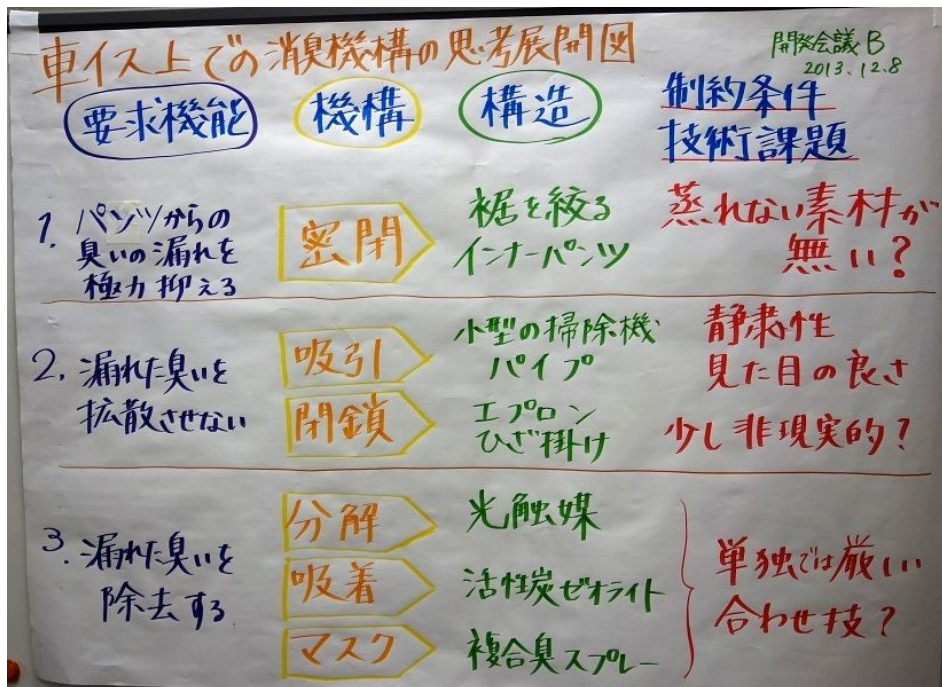 車イス上での消臭機構の思考展開図
開発会議B
2013.12.8
要求機能
機構
構造
制約条件
技術課題
1. パンツからの
臭いの漏れを
極力抑える
密閉
裾を絞る
インナーパンツ
蒸れない素材が
無い?
2. 漏れた臭いを
拡散させない
吸引
小型の掃除機
パイプ
静粛性
見た目の良さ
閉鎖
エプロン
ひざ掛け
少し非現実的?
3. 漏れた臭いを
除去する
分解
光触媒
吸着
活性炭ゼオライト
マスク
複合臭スプレー
単独では厳しい
合わせ技?